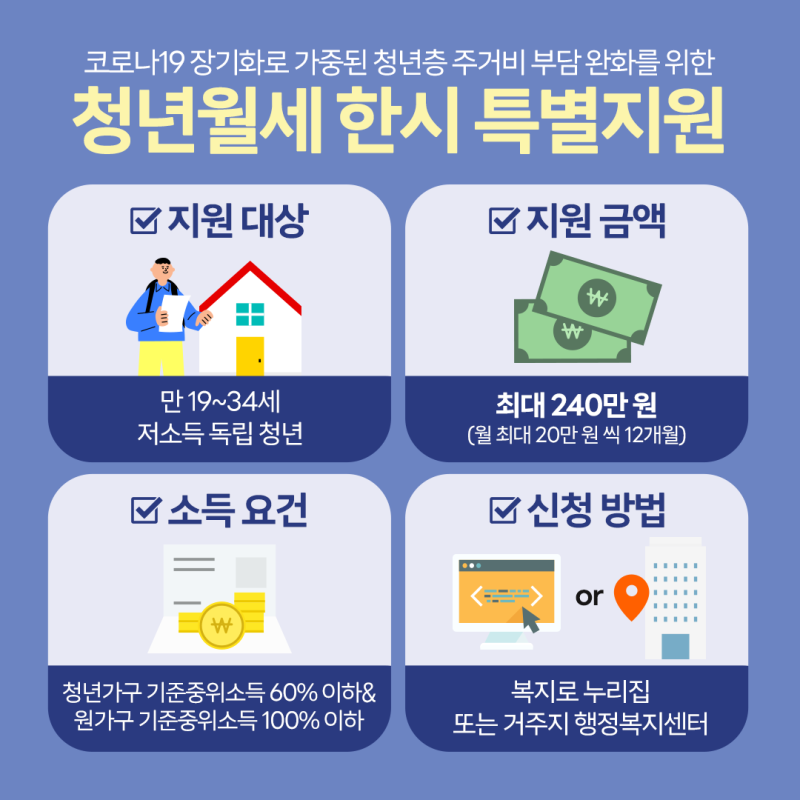 코로나19 장기화로 가중된 청년층 주거비 부담 완화를 위한
청년월세 한시 특별지원
지원 대상
만 19~34세
저소득 독립 청년
지원 금액
₩
₩
최대 240만 원
(월 최대 20만 원 씩 12개월)
소득 요건
₩
청년가구 기준중위소득 60% 이하&
원가구 기준중위소득 100% 이하
신청 방법
or
복지로 누리집
또는 거주지 행정복지센터